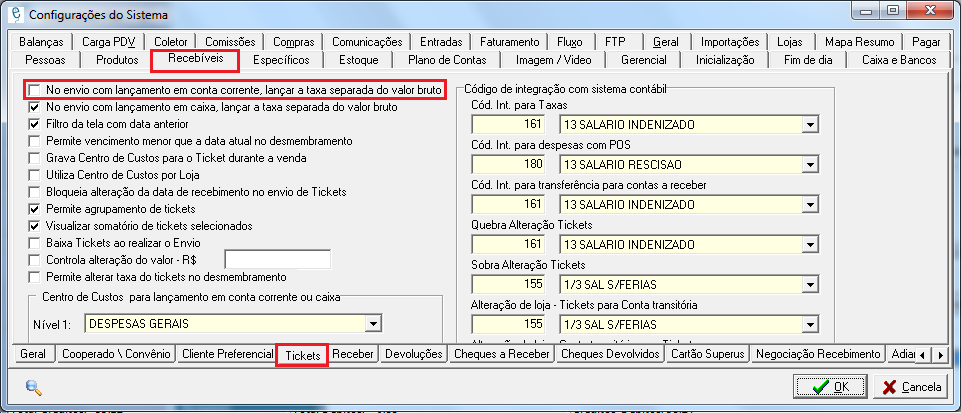 Configurações do Sistema
Balanças Carga PDV Coletor Comissões Compras Comunicações Entradas Faturamento Fluxo FTP Geral Importações Lojas Mapa Resumo Pagar
Pessoas Produtos Recebíveis Específicos Estoque Plano de Contas Imagem / Video Gerencial Inicialização Fim de dia Caixa e Bancos
No envio com lançamento em conta corrente, lançar a taxa separada do valor bruto
No envio com lançamento em caixa, lançar a taxa separada do valor bruto
Filtro da tela com data anterior
Permite vencimento menor que a data atual no desmembramento
Grava Centro de Custos para o Ticket durante a venda
Utiliza Centro de Custos por Loja
Bloqueia alteração da data de recebimento no envio de Tickets
Permite agrupamento de tickets
Visualizar somatório de tickets selecionados
Baixa Tickets ao realizar o Envio
Controla alteração do valor - R$
Permite alterar taxa do tickets no desmembramento
Centro de Custos para lançamento em conta corrente ou caixa
Nível 1: DESPESAS GERAIS
Código de integração com sistema contábil
Cód. Int. para Taxas
161 13 SALARIO INDENIZADO
Cód. Int. para despesas com POS
180 13 SALARIO RESCISAO
Cód. Int. para transferência para contas a receber
161 13 SALARIO INDENIZADO
Quebra Alteração Tickets
161 13 SALARIO INDENIZADO
Sobra Alteração Tickets
155 1/3 SAL S/FERIAS
Alteração de loja - Tickets para Conta transitória
155 1/3 SAL S/FERIAS
Geral Cooperado \ Convênio Cliente Preferencial Tickets Receber Devoluções Cheques a Receber Cheques Devolvidos Cartão Superus Negociação Recebimento Adian
OK Cancela